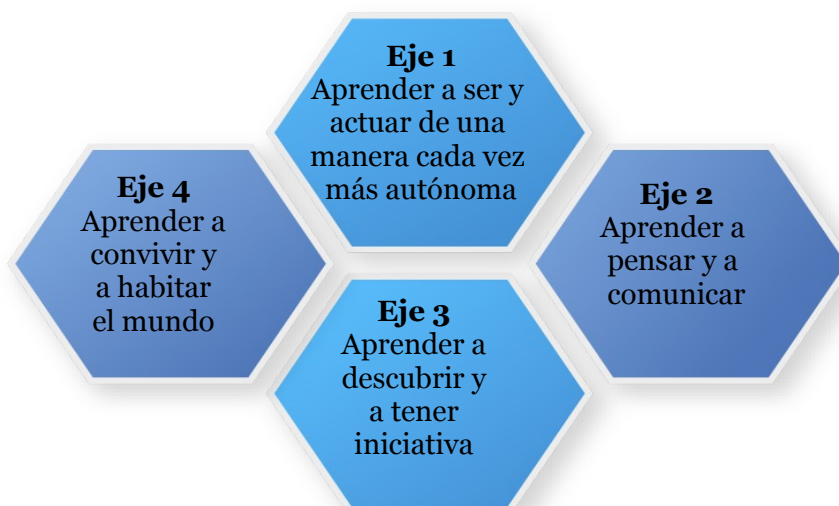 Eje 1
Aprender a ser y
actuar de una
manera cada vez
más autónoma
Eje 4
Aprender a
convivir y
a habitar
el mundo
Eje 2
Aprender a
pensar y a
comunicar
Eje 3
Aprender a
descubrir y
a tener
iniciativa